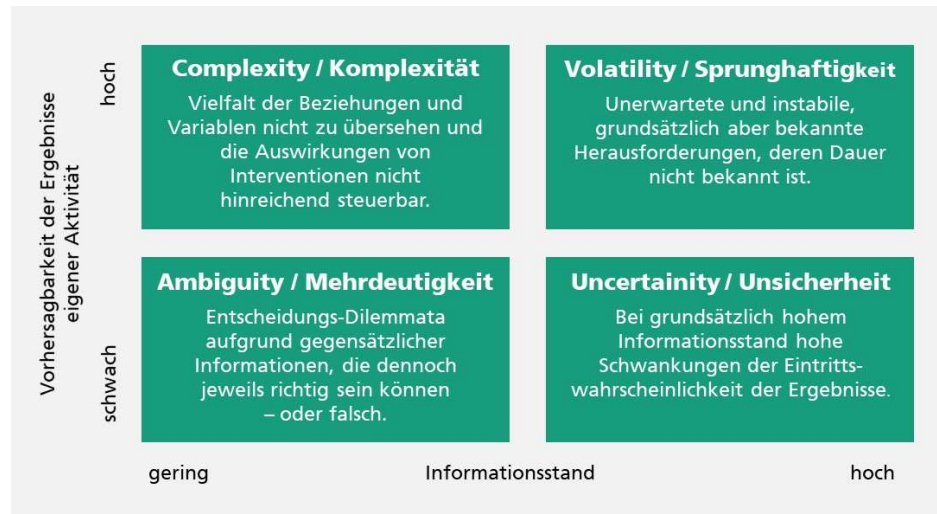 Vorhersagbarkeit der Ergebnisse
eigener Aktivität
hoch
schwach
Complexity / Komplexität
Vielfalt der Beziehungen und
Variablen nicht zu übersehen und
die Auswirkungen von
Interventionen nicht
hinreichend steuerbar.
Volatility / Sprunghaftigkeit
Unerwartete und instabile,
grundsätzlich aber bekannte
Herausforderungen, deren Dauer
nicht bekannt ist.
Ambiguity / Mehrdeutigkeit
Entscheidungs-Dilemmata
aufgrund gegensätzlicher
Informationen, die dennoch
jeweils richtig sein können
– oder falsch.
Uncertainity / Unsicherheit
Bei grundsätzlich hohem
Informationsstand hohe
Schwankungen der Eintritts-
wahrscheinlichkeit der Ergebnisse.
gering
Informationsstand
hoch